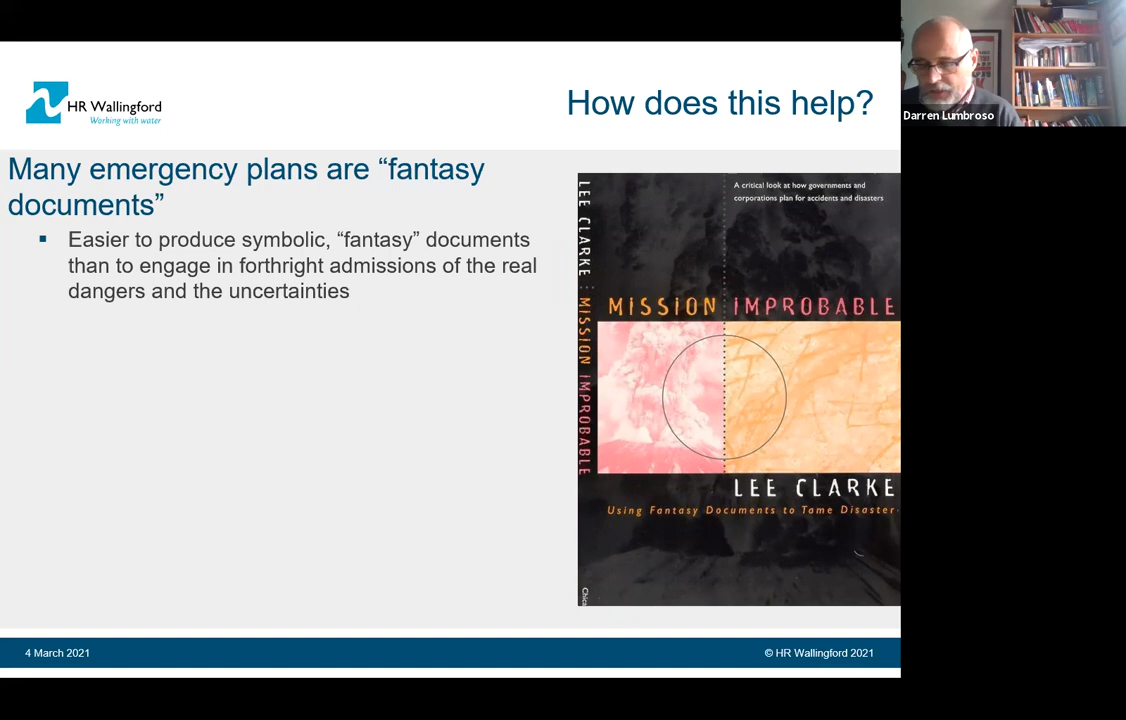 HR Wallingford
Working with water
How does this help?
Many emergency plans are “fantasy
documents”
Easier to produce symbolic, “fantasy” documents
than to engage in forthright admissions of the real
dangers and the uncertainties
LEE CLARKE : MISSION IMPROBABLE
A critical look at how governments and
corporations plan for accidents and disasters
MISSION IMPROBABLE
LEE CLARKE
Using Fantasy Documents to Tame Disaster
4 March 2021
© HR Wallingford 2021
Darren Lumbroso